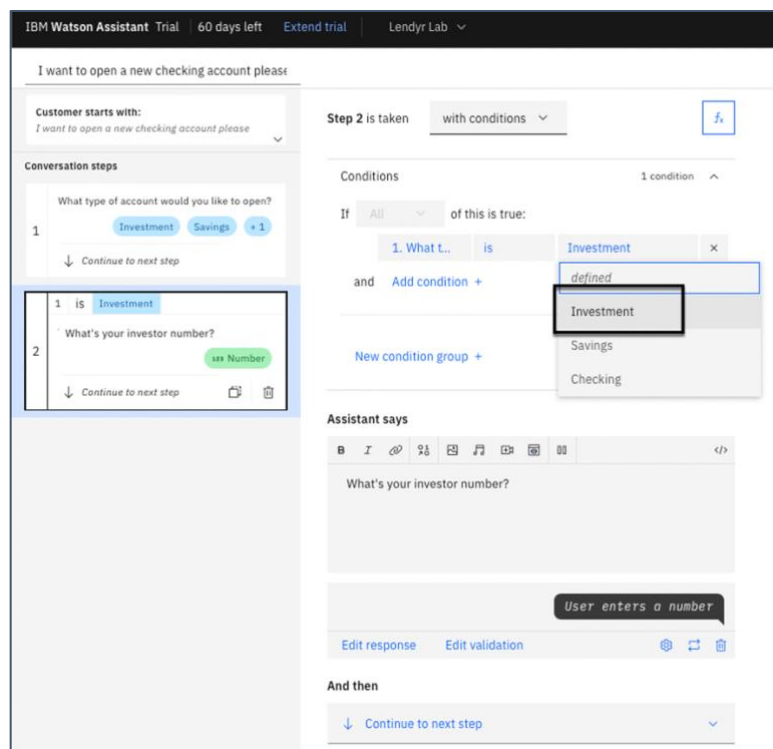 IBM Watson Assistant Trial 60 days left Extend trial Lendyr Lab
I want to open a new checking account please
Customer starts with:
I want to open a new checking account please
Conversation steps
1
What type of account would you like to open?
Investment Savings + 1
Continue to next step
2
1 is Investment
What's your investor number?
123 Number
Continue to next step
Step 2 is taken with conditions fx
Conditions 1 condition
If All of this is true:
1. What t... is Investment ×
and Add condition +
defined
Investment
Savings
Checking
New condition group +
Assistant says
B I </>
What's your investor number?
User enters a number
Edit response Edit validation
And then
Continue to next step